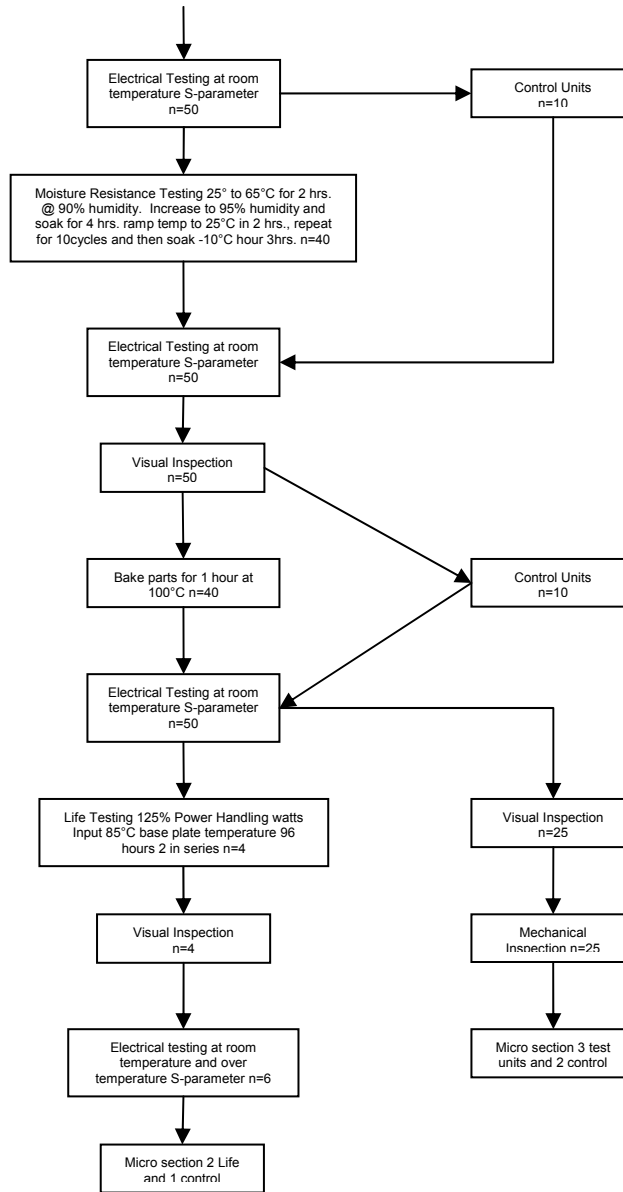 Electrical Testing at room
temperature S-parameter
n=50
Control Units
n=10
Moisture Resistance Testing 25° to 65°C for 2 hrs.
@ 90% humidity. Increase to 95% humidity and
soak for 4 hrs. ramp temp to 25°C in 2 hrs., repeat
for 10cycles and then soak -10°C hour 3hrs. n=40
Electrical Testing at room
temperature S-parameter
n=50
Visual Inspection
n=50
Bake parts for 1 hour at
100°C n=40
Control Units
n=10
Electrical Testing at room
temperature S-parameter
n=50
Life Testing 125% Power Handling watts
Input 85°C base plate temperature 96
hours 2 in series n=4
Visual Inspection
n=25
Visual Inspection
n=4
Mechanical
Inspection n=25
Electrical testing at room
temperature and over
temperature S-parameter n=6
Micro section 3 test
units and 2 control
Micro section 2 Life
and 1 control